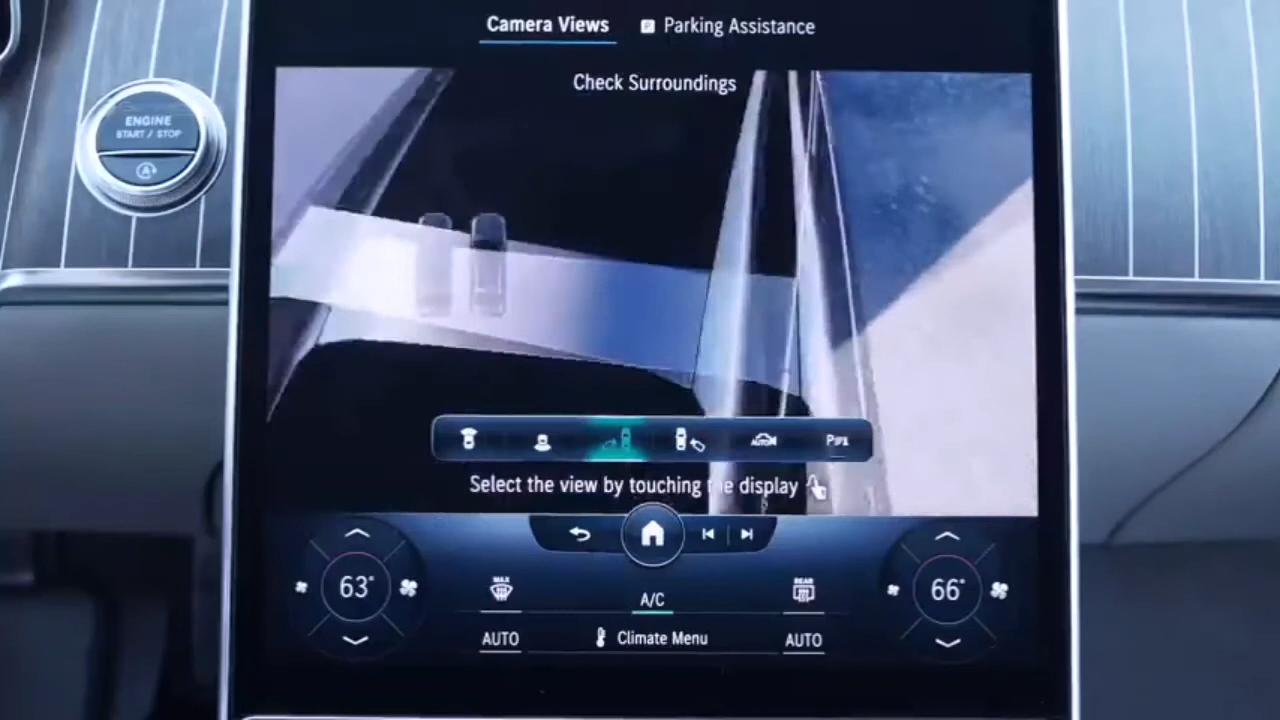 Camera Views
P Parking Assistance
Check Surroundings
ENGINE
START / STOP
A
AUTO
Select the view by touching the display
63°
66°
MAX
REAR
A/C
AUTO
Climate Menu
AUTO